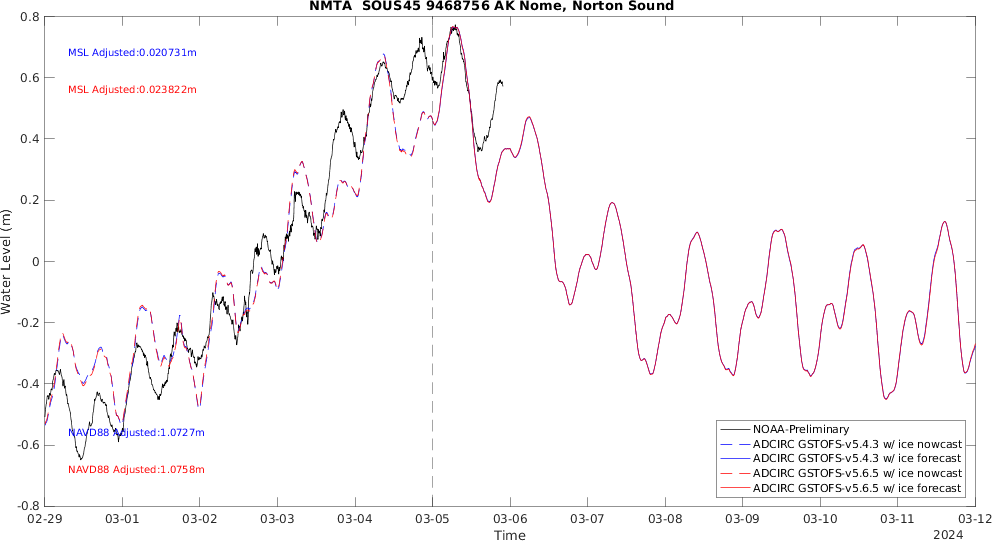 NMTA SOUS45 9468756 AK Nome, Norton Sound
0.8
0.6
0.4
0.2
0
-0.2
-0.4
-0.6
-0.8
Water Level (m)
MSL Adjusted:0.020731m
MSL Adjusted:0.023822m
NAVD88 Adjusted:1.0727m
NAVD88 Adjusted:1.0758m
NOAA-Preliminary
ADCIRC GSTOFS-v5.4.3 w/ ice nowcast
ADCIRC GSTOFS-v5.4.3 w/ ice forecast
ADCIRC GSTOFS-v5.6.5 w/ ice nowcast
ADCIRC GSTOFS-v5.6.5 w/ ice forecast
02-29 03-01 03-02 03-03 03-04 03-05 03-06 03-07 03-08 03-09 03-10 03-11 03-12
Time
2024